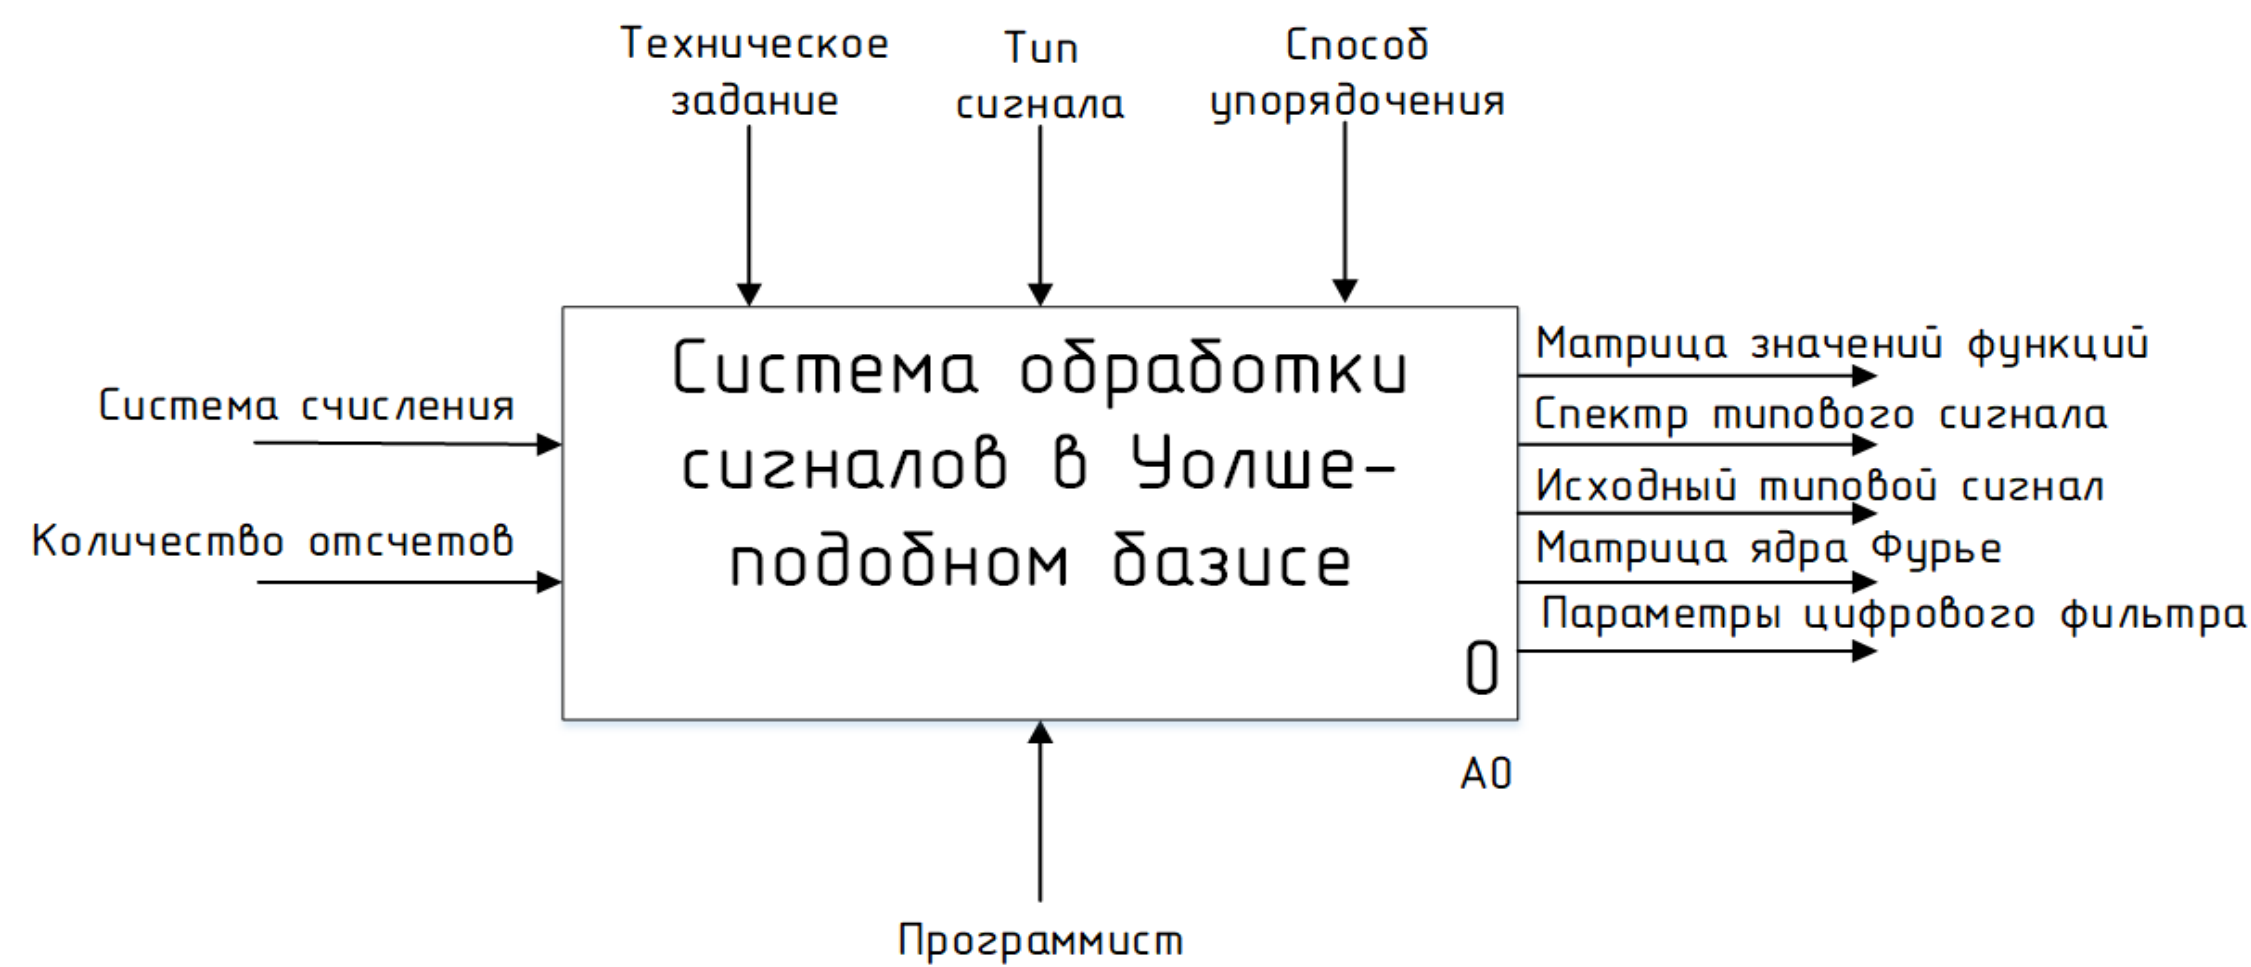 Техническое
задание
Тип
сигнала
Способ
упорядочения
Система счисления
Количество отсчетов
Система обработки
сигналов в Уолше-
подобном базисе
0
А0
Матрица значений функций
Спектр типового сигнала
Исходный типовой сигнал
Матрица ядра Фурье
Параметры цифрового фильтра
Программист